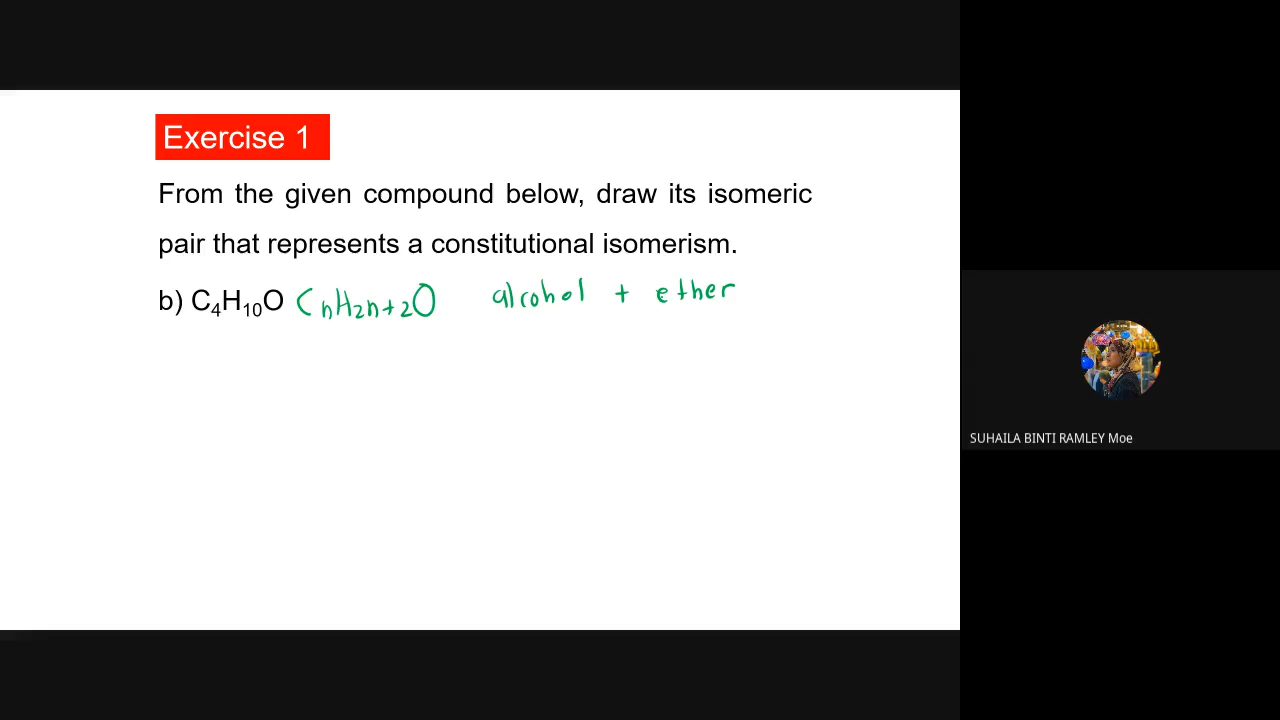 Exercise 1
From the given compound below, draw its isomeric
pair that represents a constitutional isomerism.
b) C₄H₁₀O CₙH₂ₙ₊₂O alcohol + ether
SUHAILA BINTI RAMLEY Moe